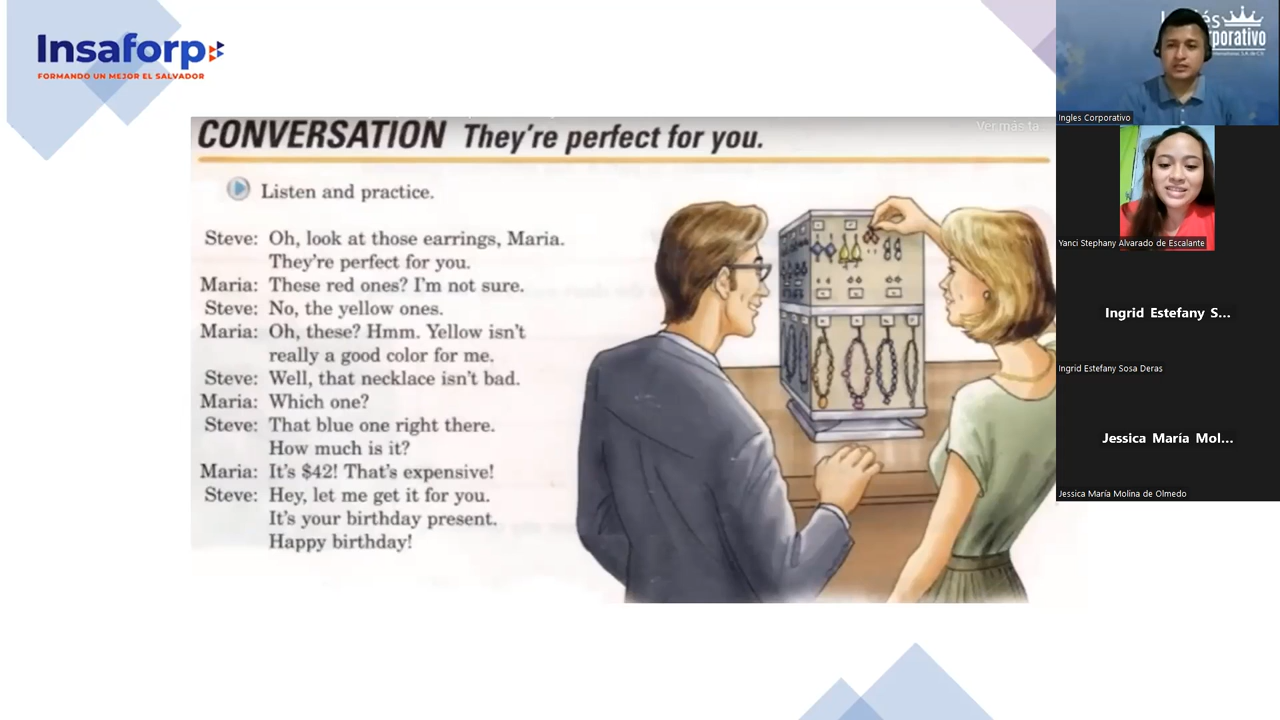 Insaforp
FORMANDO UN MEJOR EL SALVADOR
CONVERSATION They're perfect for you.
Ver más ta
Listen and practice.
Steve: Oh, look at those earrings, Maria.
They're perfect for you.
Maria: These red ones? I'm not sure.
Steve: No, the yellow ones.
Maria: Oh, these? Hmm. Yellow isn't
really a good color for me.
Steve: Well, that necklace isn't bad.
Maria: Which one?
Steve: That blue one right there.
How much is it?
Maria: It's $42! That's expensive!
Steve: Hey, let me get it for you.
It's your birthday present.
Happy birthday!
Ingles Corporativo
Yanci Stephany Alvarado de Escalante
Ingrid Estefany S...
Ingrid Estefany Sosa Deras
Jessica María Mol...
Jessica María Molina de Olmedo